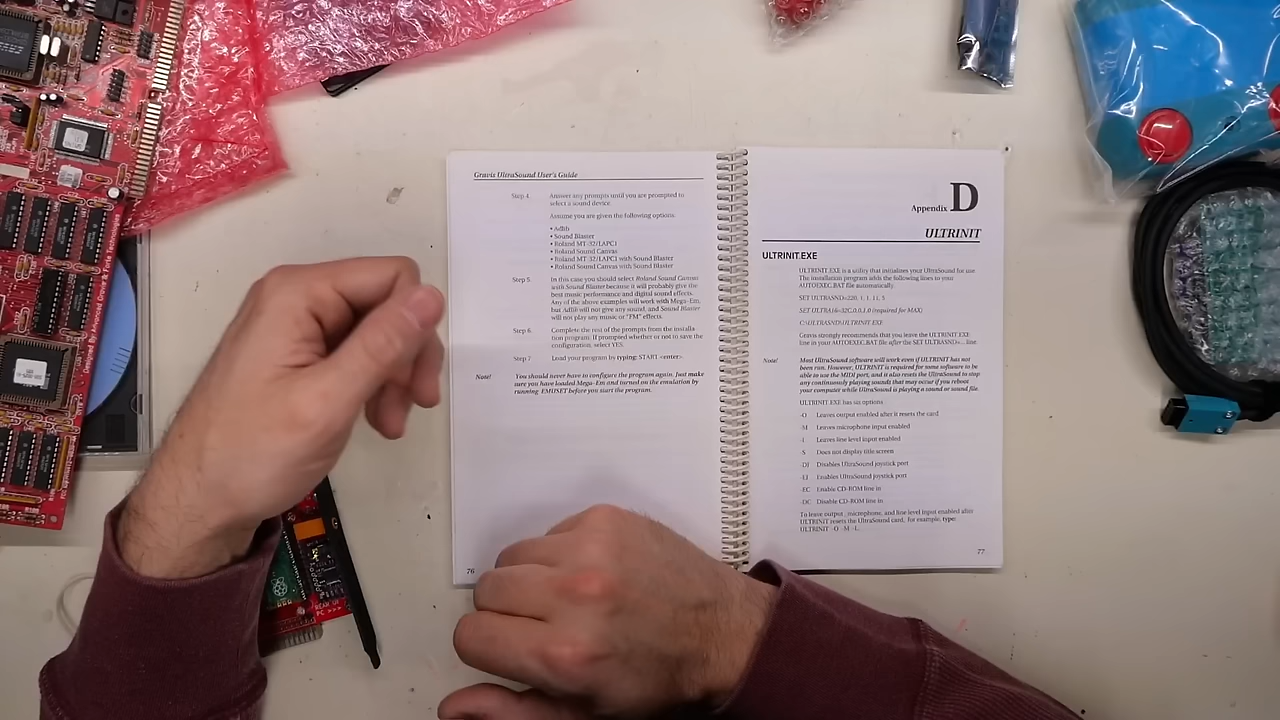 Gravis UltraSound User's Guide
Step 4 Answer any prompts until you are prompted to
select a sound device.
Assume you are given the following options:
• Adlib
• Sound Blaster
• Roland MT-32/LAPC1
• Roland Sound Canvas
• Roland MT-32/LAPC1 with Sound Blaster
• Roland Sound Canvas with Sound Blaster
Step 5 In this case you should select Roland Sound Canvas
with Sound Blaster because it will probably give the
best music performance and digital sound effects.
Any of the above examples will work with Mega-Em,
but Adlib will not give any sound, and Sound Blaster
will not play any music or "FM" effects.
Step 6 Complete the rest of the prompts from the installa-
tion program. If prompted whether or not to save the
configuration, select YES.
Step 7 Load your program by typing: START <enter>
Note! You should never have to configure the program again. Just make
sure you have loaded Mega-Em and turned on the emulation by
running EMUSET before you start the program.
76
Appendix D
ULTRINIT
ULTRINIT.EXE
ULTRINIT.EXE is a utility that initializes your UltraSound for use.
The installation program adds the following lines to your
AUTOEXEC.BAT file automatically.
SET ULTRASND=220, 1, 1, 11, 5
(required for MAX)
C:\ULTRASND\ULTRINIT.EXE
Gravis strongly recommends that you leave the ULTRINIT.EXE
line in your AUTOEXEC.BAT file after the SET ULTRASND=... line.
Note! Most UltraSound software will work even if ULTRINIT has not
been run. However, ULTRINIT is required for some software to be
able to use the MIDI port, and it also resets the UltraSound to stop
any continuously playing sounds that may occur if you reboot
your computer while UltraSound is playing a sound or sound file.
ULTRINIT.EXE has six options
-O Leaves output enabled after it resets the card
-M Leaves microphone input enabled
Leaves line level input enabled
-S Does not display title screen
-DJ Disables UltraSound joystick port
-EJ Enables UltraSound joystick port
-EC Enable CD-ROM line in
-DC Disable CD-ROM line in
To leave output, microphone, and line level input enabled after
ULTRINIT resets the UltraSound card, for example, type:
ULTRINIT -O -M -L
77